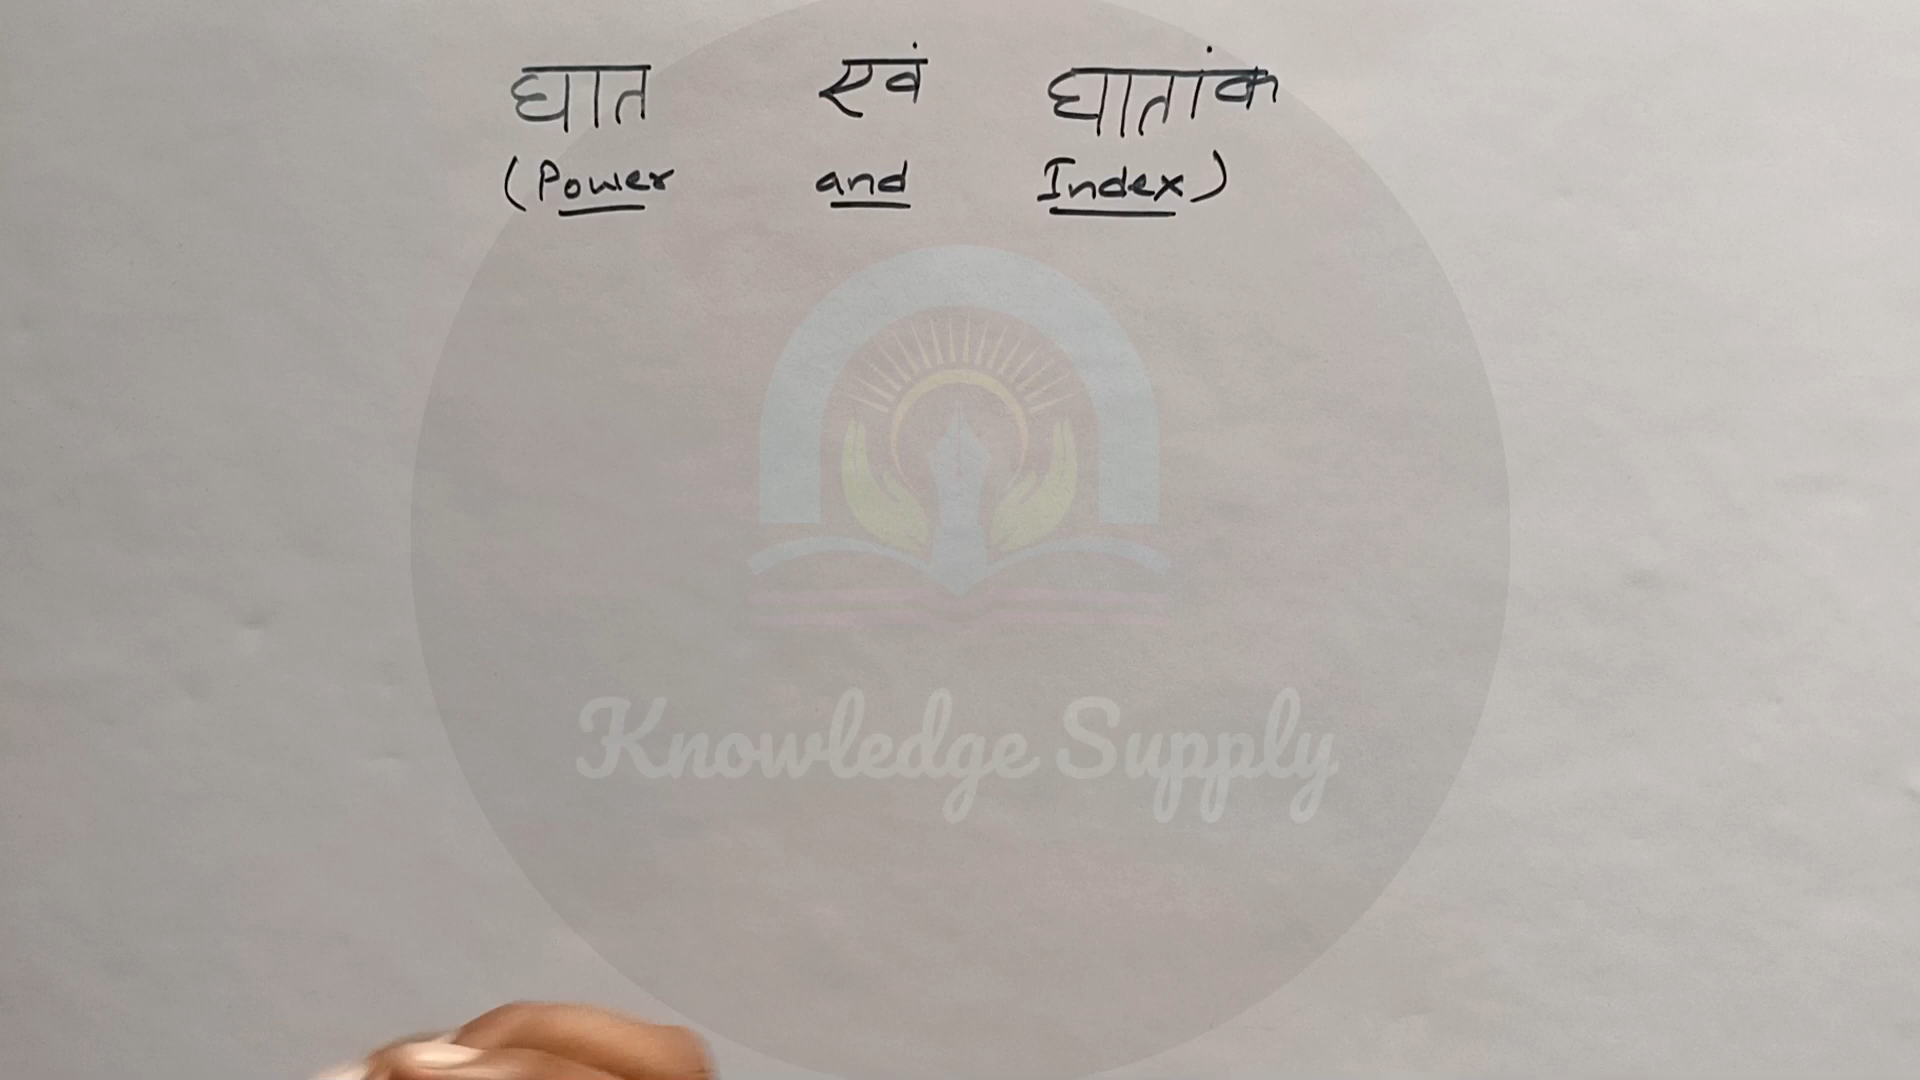 घात एवं घातांक
(Power and Index)
Knowledge Supply